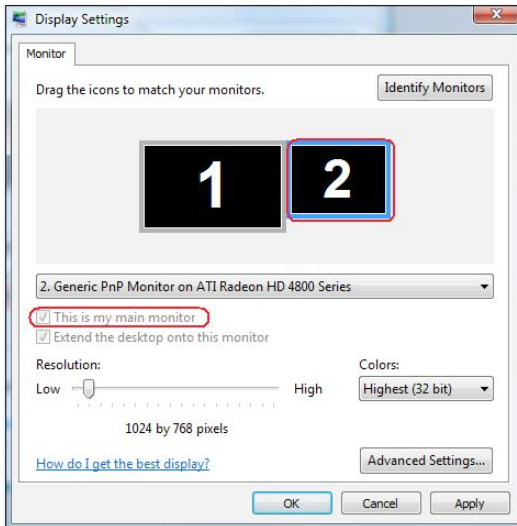 Display Settings
Monitor
Drag the icons to match your monitors.
Identify Monitors
1
2
2. Generic PnP Monitor on ATI Radeon HD 4800 Series
This is my main monitor
Extend the desktop onto this monitor
Resolution:
Colors:
Low
High
Highest (32 bit)
1024 by 768 pixels
How do I get the best display?
Advanced Settings...
OK
Cancel
Apply